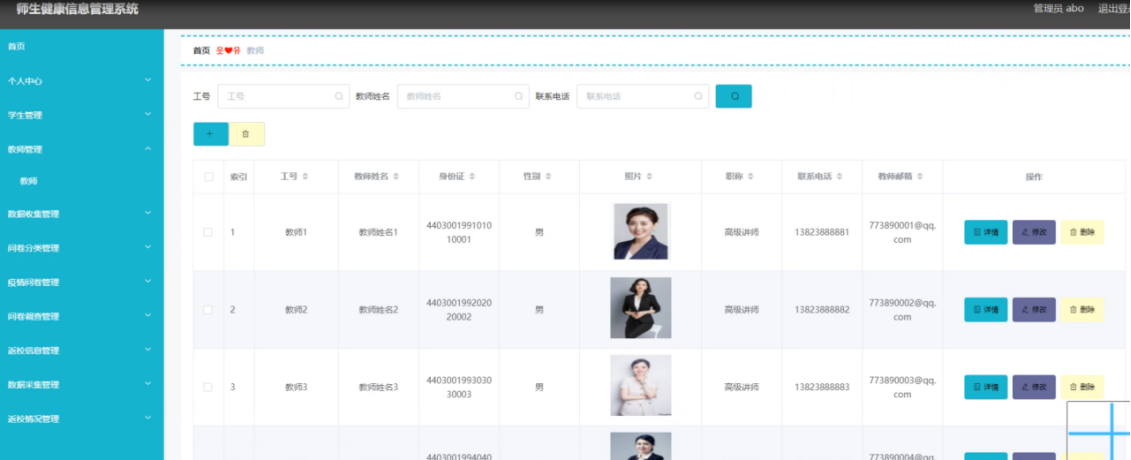 师生健康信息管理系统
管理员 abo 退出登
首页
个人中心
学生管理
教师管理
教师
数据收集管理
问卷分类管理
疫情问卷管理
问卷调查管理
返校信息管理
数据采集管理
返校情况管理
首页 教师
工号 工号 教师姓名 教师姓名 联系电话 联系电话
索引 工号 教师姓名 身份证 性别 照片 职称 联系电话 教师邮箱 操作
1 教师1 教师姓名1 4403001991010 男 高级讲师 13823888881 773890001@qq. 详情 修改 删除
10001 com
2 教师2 教师姓名2 4403001992020 男 高级讲师 13823888882 773890002@qq. 详情 修改 删除
20002 com
3 教师3 教师姓名3 4403001993030 男 高级讲师 13823888883 773890003@qq. 详情 修改 删除
30003 com
4403001994040 773890004@qq.